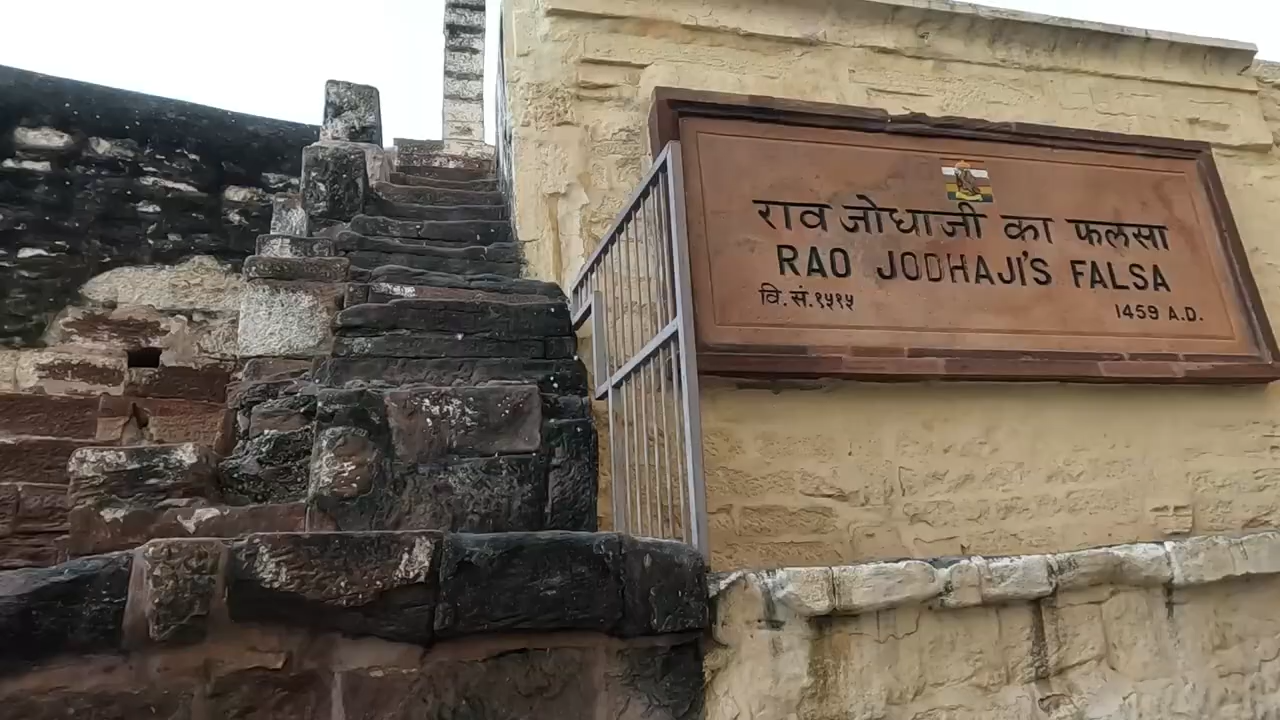 राव जोधाजी का फलसा
RAO JODHAJI'S FALSA
वि. सं. १५१५
1459 A.D.